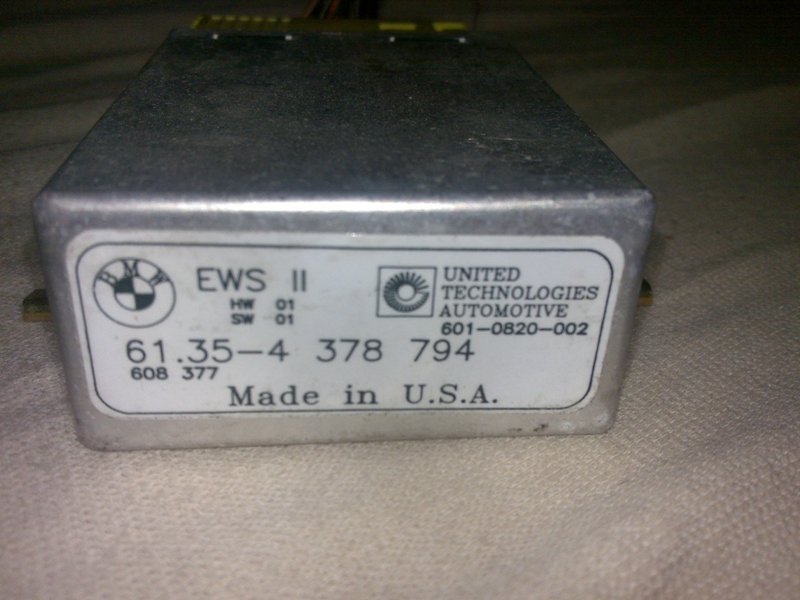 BMW
EWS II
HW 01
SW 01
UNITED
TECHNOLOGIES
AUTOMOTIVE
601-0820-002
61.35-4 378 794
608 377
Made in U.S.A.